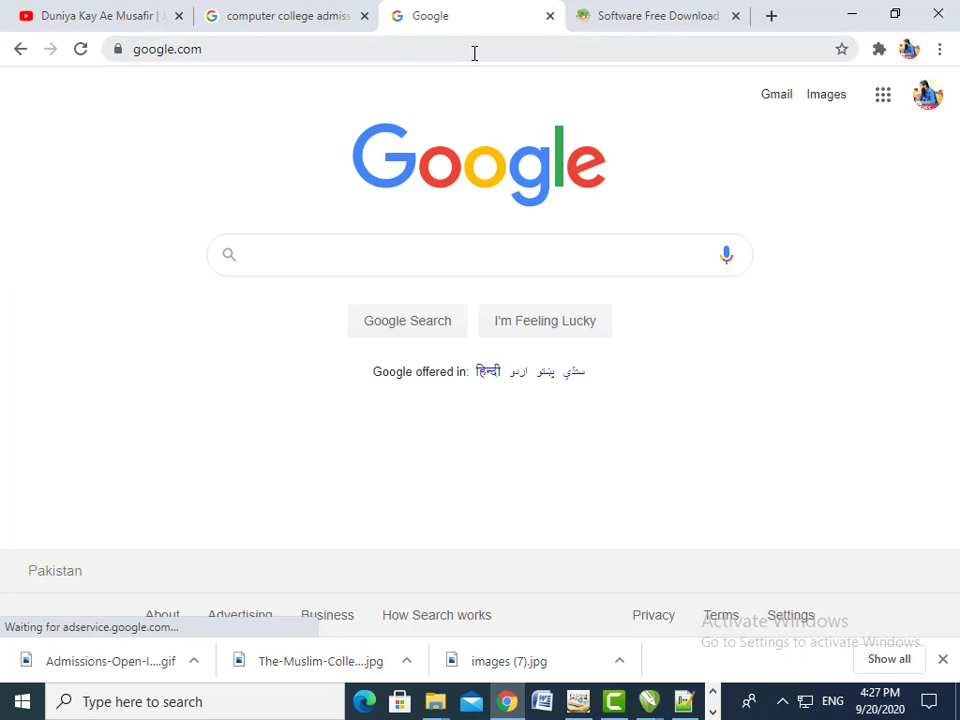 Duniya Kay Ae Musafir | J
computer college admiss
Google
Software Free Download
google.com
Gmail Images
Google
Google Search I'm Feeling Lucky
Google offered in: हिन्दी اردو پښتو سنڌي
Pakistan
About Advertising Business How Search works Privacy Terms Settings
Waiting for adservice.google.com...
Activate Windows
Go to Settings to activate Windows.
Admissions-Open-I....gif The-Muslim-Colle....jpg images (7).jpg Show all
Type here to search
ENG
4:27 PM
9/20/2020